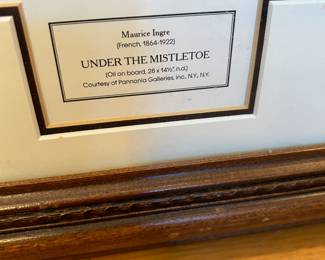 Maurice Ingre
(French, 1864-1922)
UNDER THE MISTLETOE
(Oil on board, 28 x 14½", n.d.)
Courtesy of Pannonia Galleries, Inc., N.Y., N.Y.